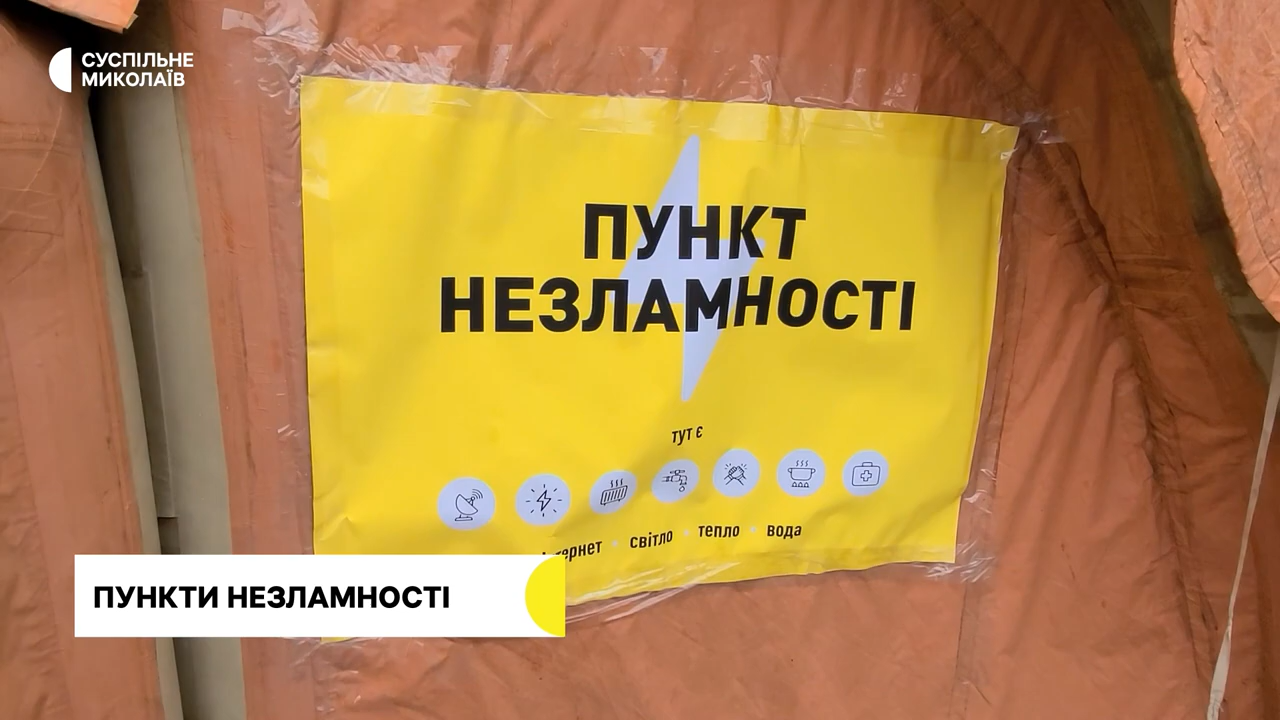 СУСПІЛЬНЕ
МИКОЛАЇВ
ПУНКТ
НЕЗЛАМНОСТІ
тут є
світло • тепло • вода
ПУНКТИ НЕЗЛАМНОСТІ